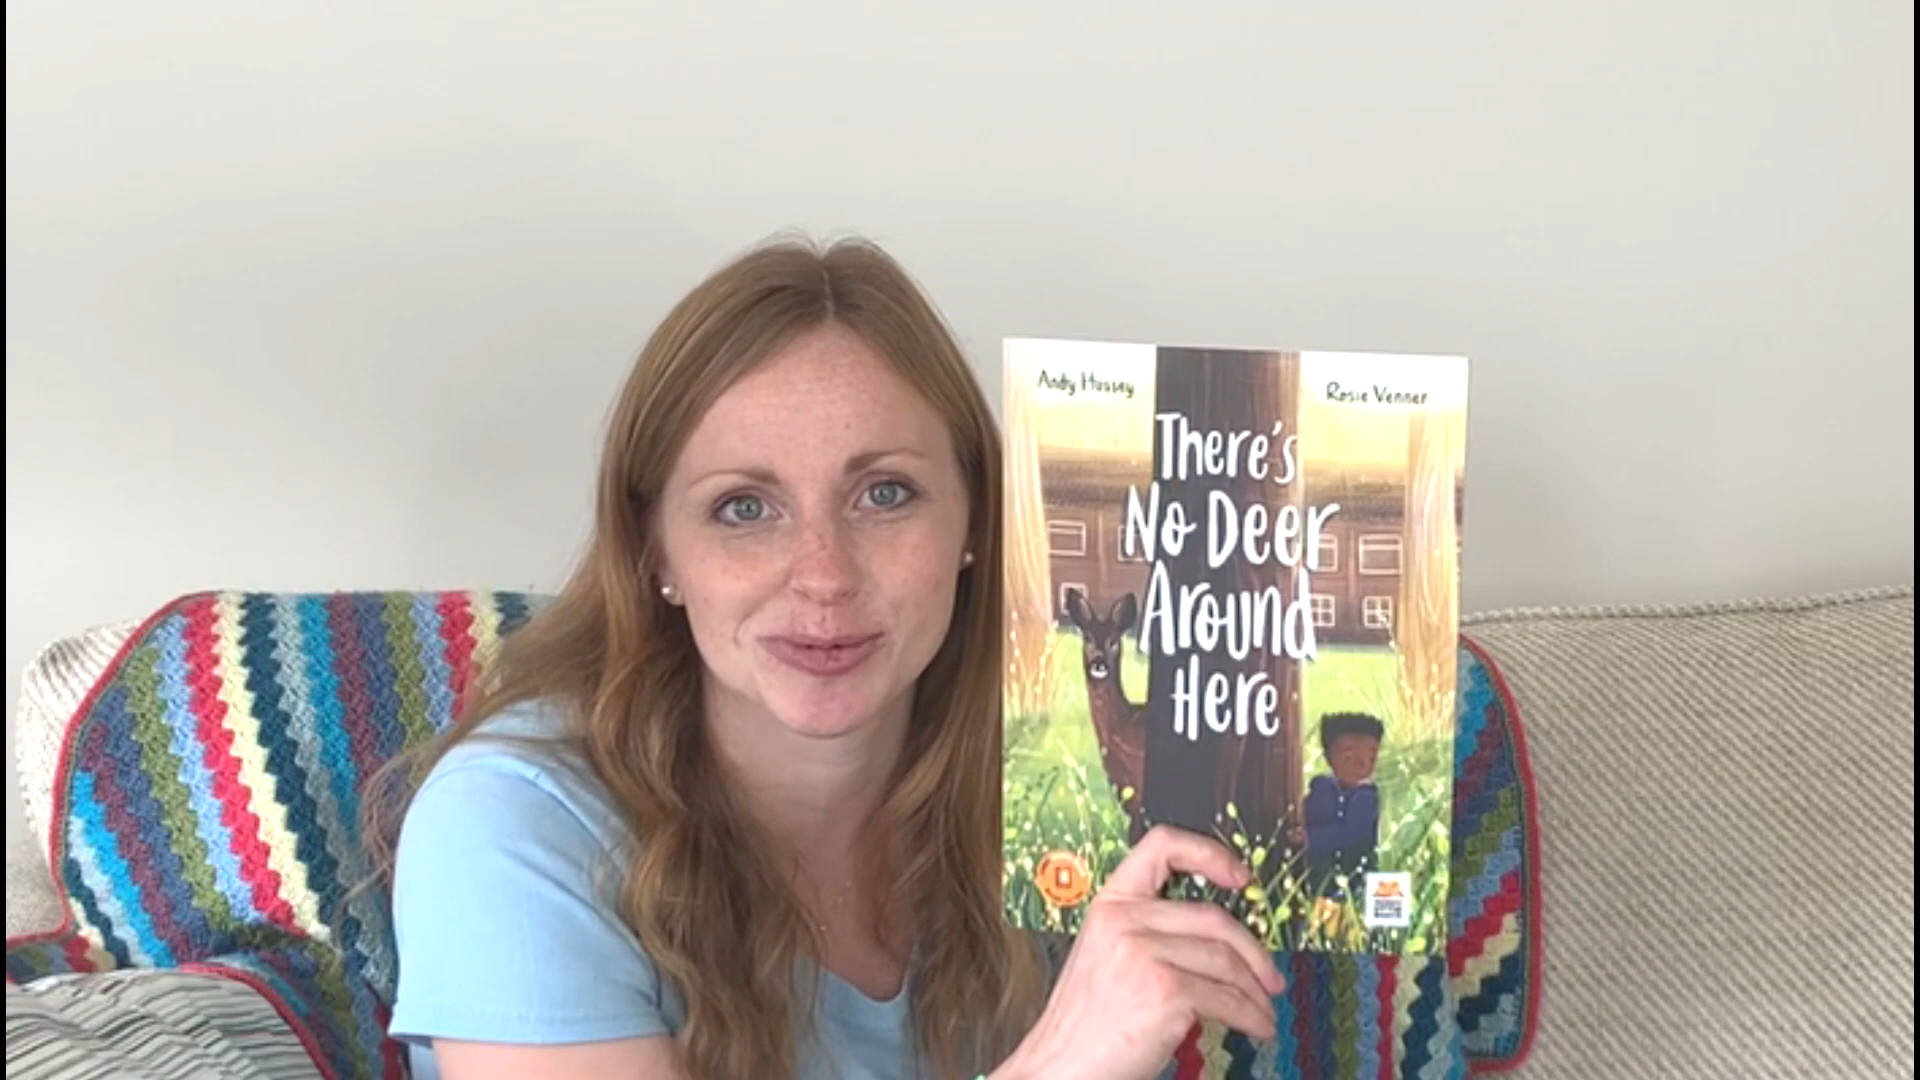 Andy Hussey
Rosie Venner
There's
No Deer
Around
Here